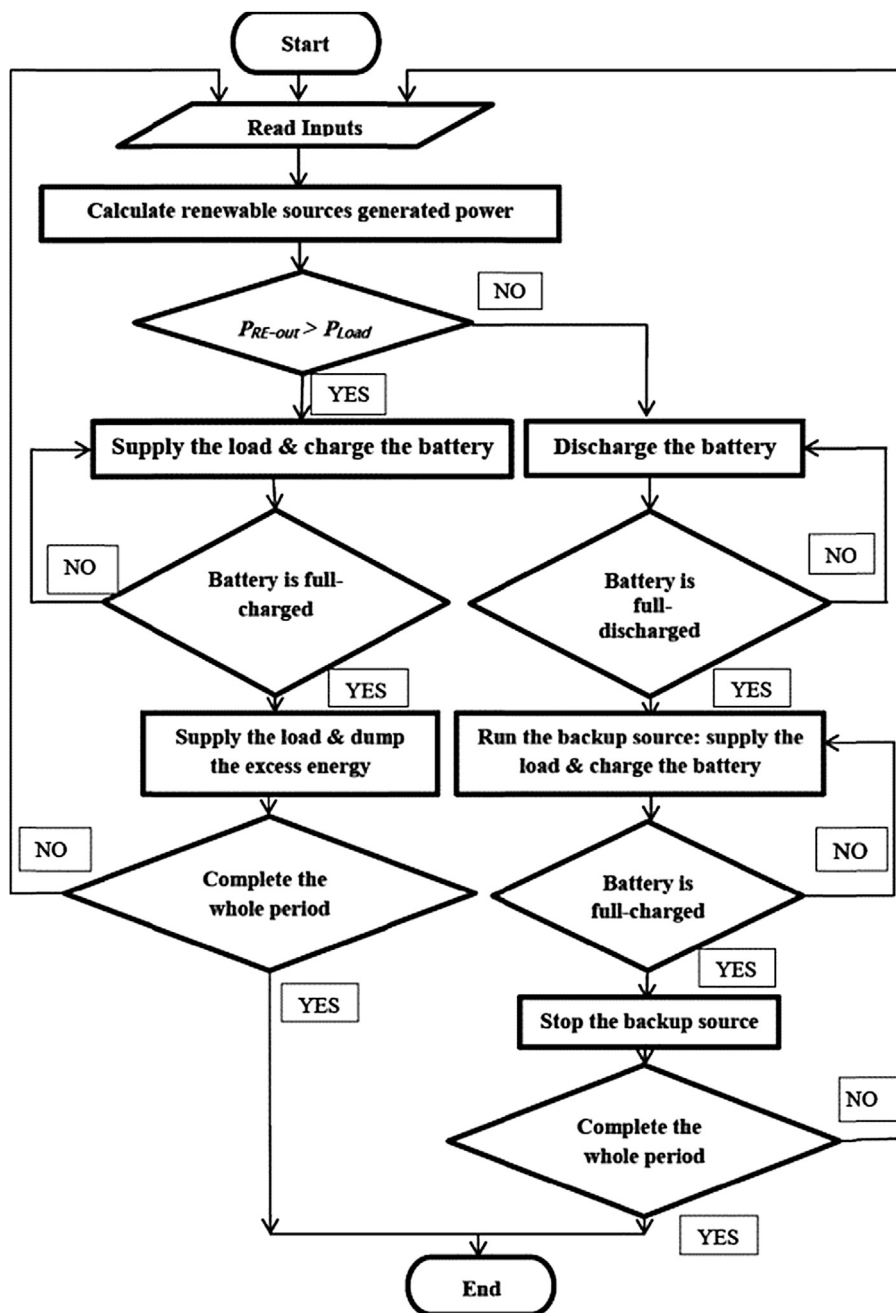 Start
Read Inputs
Calculate renewable sources generated power
NO
P_RE-out > P_Load
YES
Supply the load & charge the battery
Discharge the battery
NO
Battery is full-
charged
NO
Battery is
full-
discharged
YES
YES
Supply the load & dump
the excess energy
Run the backup source: supply the
load & charge the battery
NO
Complete the
whole period
NO
Battery is
full-charged
YES
YES
Stop the backup source
NO
Complete the
whole period
YES
End